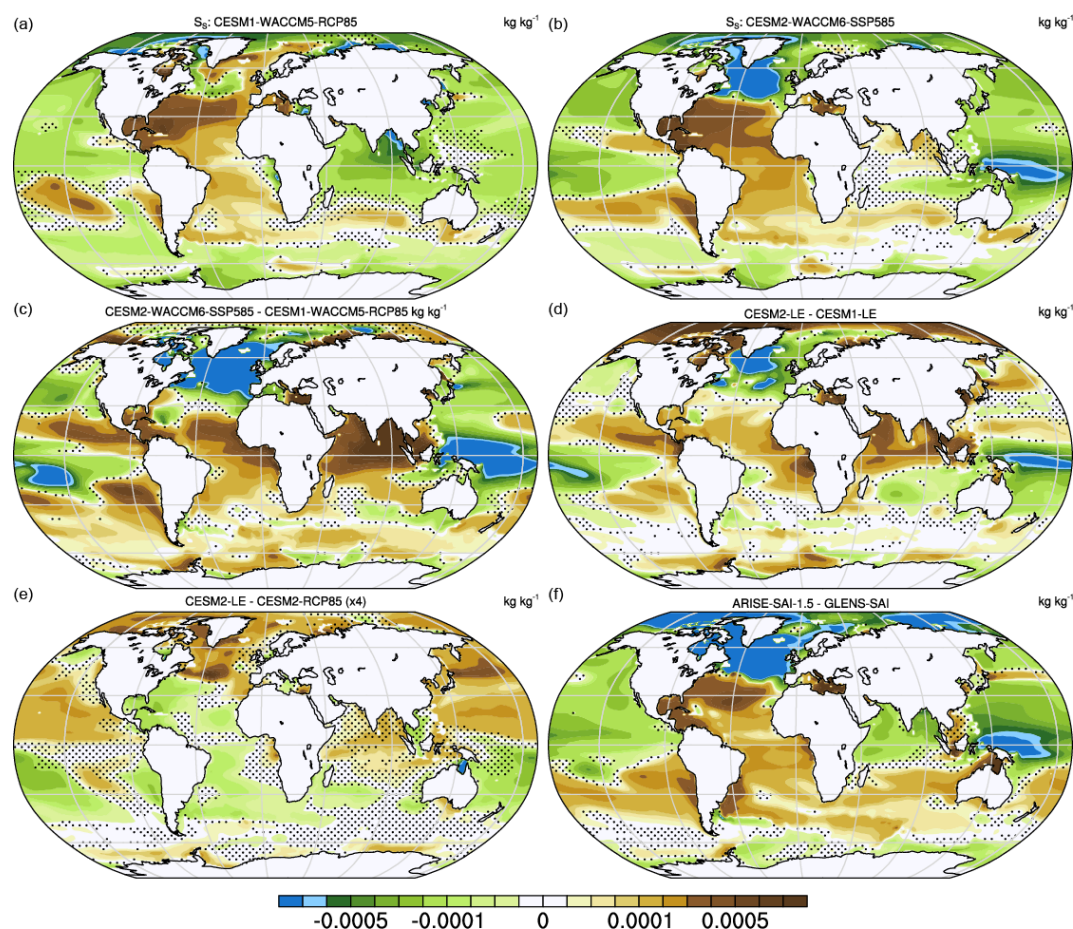 (a) S_S: CESM1-WACCM5-RCP85 kg kg⁻¹
(b) S_S: CESM2-WACCM6-SSP585 kg kg⁻¹
(c) CESM2-WACCM6-SSP585 - CESM1-WACCM5-RCP85 kg kg⁻¹
(d) CESM2-LE - CESM1-LE kg kg⁻¹
(e) CESM2-LE - CESM2-RCP85 (x4) kg kg⁻¹
(f) ARISE-SAI-1.5 - GLENS-SAI kg kg⁻¹
-0.0005 -0.0001 0 0.0001 0.0005